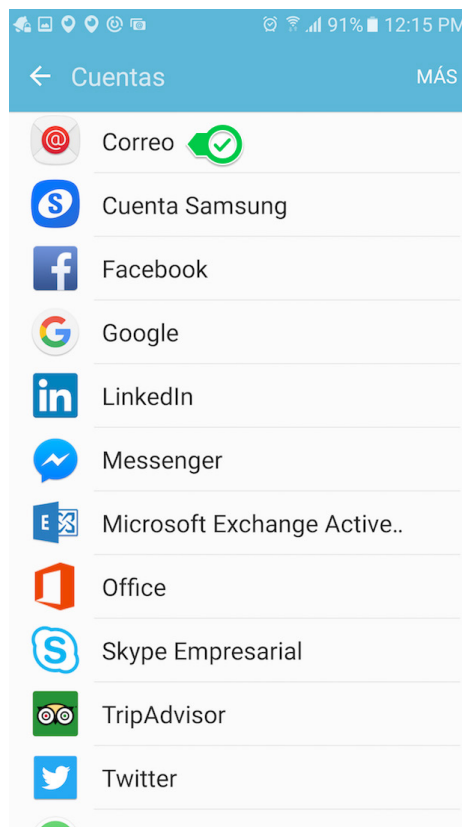 91% 12:15 PM
Cuentas MÁS
Correo
Cuenta Samsung
Facebook
Google
LinkedIn
Messenger
Microsoft Exchange Active..
Office
Skype Empresarial
TripAdvisor
Twitter